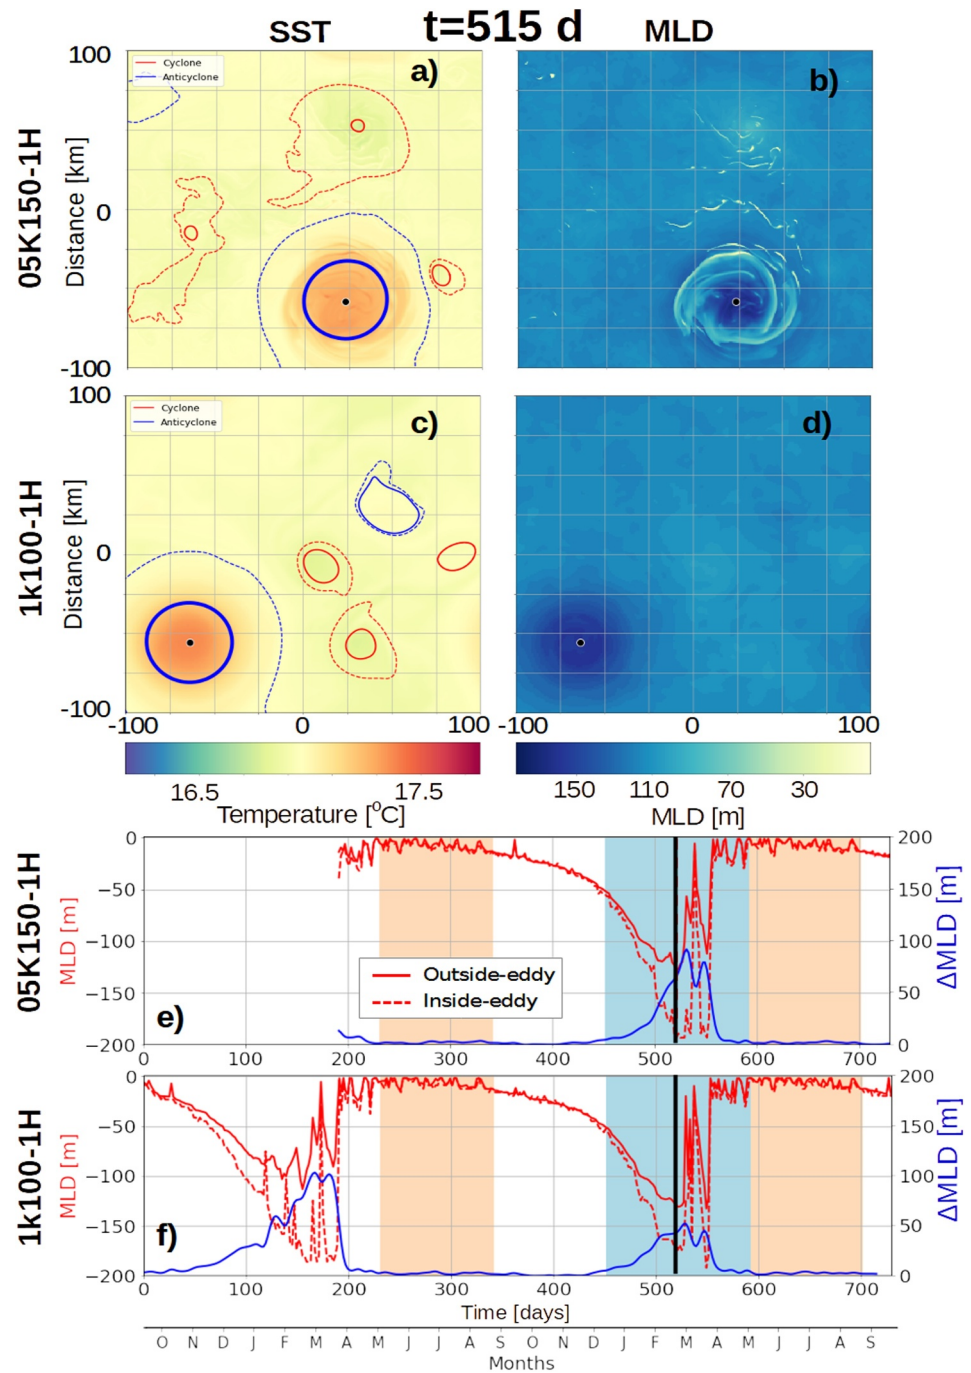 t=515 d
SST
MLD
05K150-1H
Distance [km]
100
0
-100
Cyclone
Anticyclone
a)
b)
1k100-1H
Distance [km]
100
0
-100
Cyclone
Anticyclone
c)
d)
-100
0
100
-100
0
100
16.5
17.5
Temperature [°C]
150
110
70
30
MLD [m]
05K150-1H
MLD [m]
0
−50
−100
−150
−200
Outside-eddy
Inside-eddy
e)
200
150
100
50
0
ΔMLD [m]
0
100
200
300
400
500
600
700
1k100-1H
MLD [m]
0
−50
−100
−150
−200
f)
200
150
100
50
0
ΔMLD [m]
0
100
200
300
400
500
600
700
Time [days]
O N D J F M A M J J A S O N D J F M A M J J A S
Months